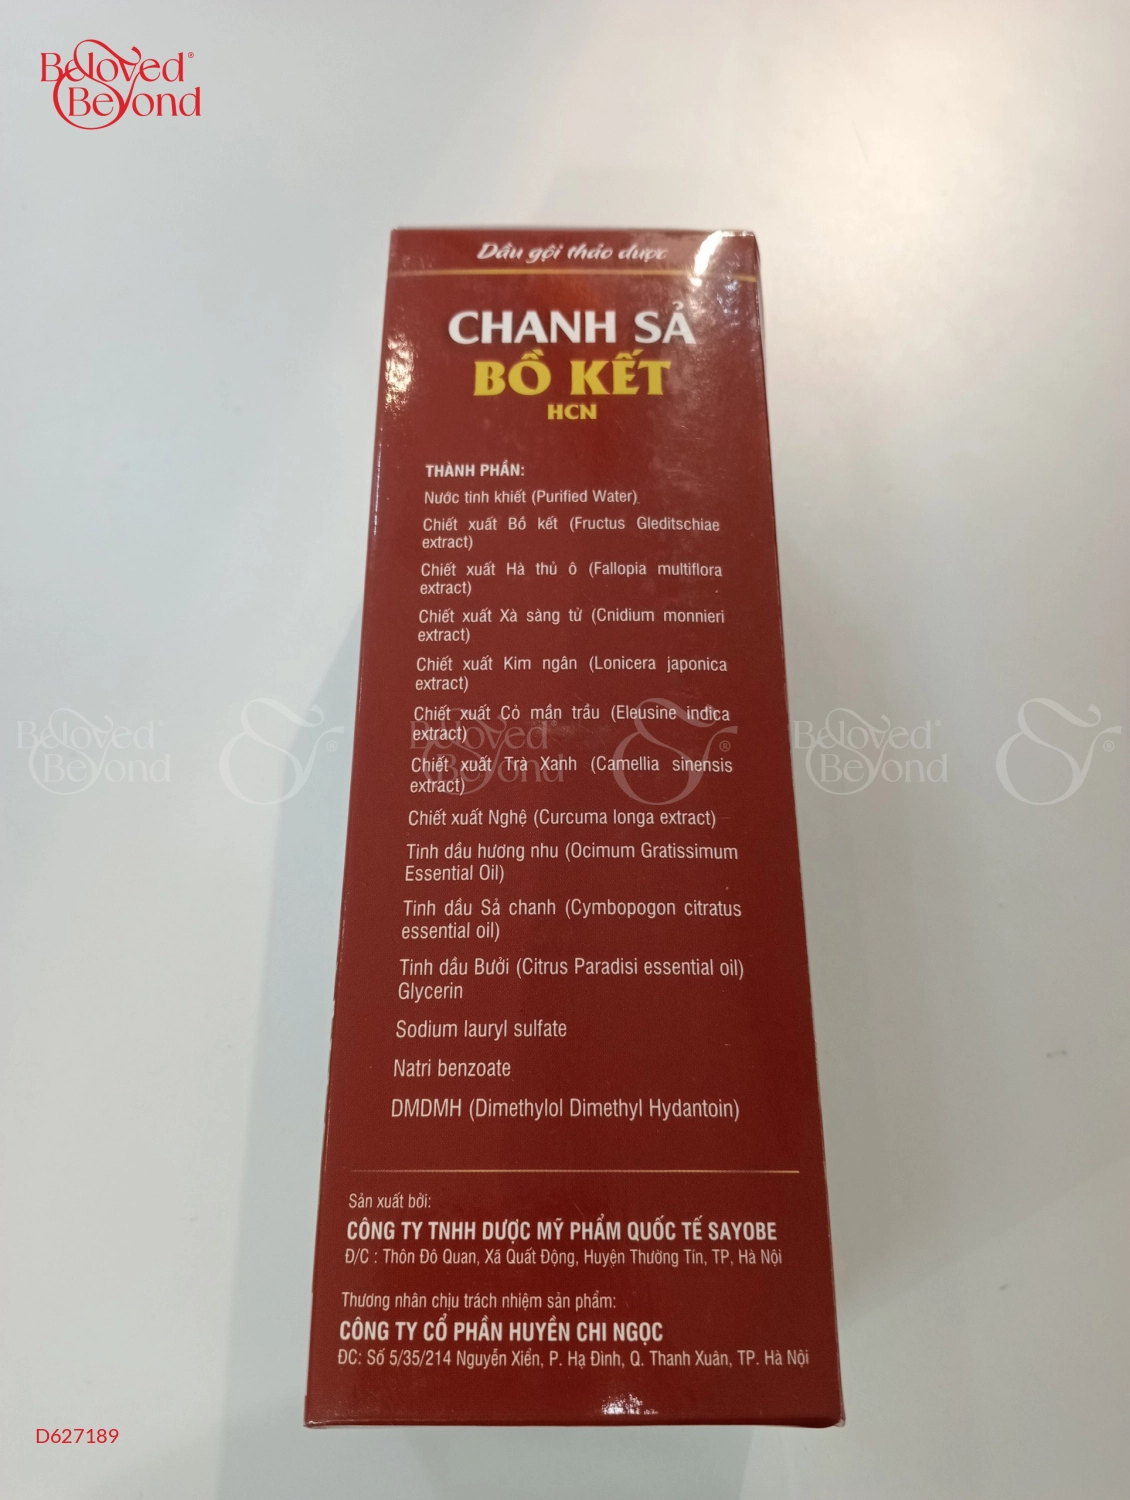 Beloved®
Beyond
Dầu gội thảo dược
CHANH SẢ
BỒ KẾT
HCN
THÀNH PHẦN:
Nước tinh khiết (Purified Water)
Chiết xuất Bồ kết (Fructus Gleditschiae
extract)
Chiết xuất Hà thủ ô (Fallopia multiflora
extract)
Chiết xuất Xà sàng tử (Cnidium monnieri
extract)
Chiết xuất Kim ngân (Lonicera japonica
extract)
Chiết xuất Cỏ mần trầu (Eleusine indica
extract)
Chiết xuất Trà Xanh (Camellia sinensis
extract)
Chiết xuất Nghệ (Curcuma longa extract)
Tinh dầu hương nhu (Ocimum Gratissimum
Essential Oil)
Tinh dầu Sả chanh (Cymbopogon citratus
essential oil)
Tinh dầu Bưởi (Citrus Paradisi essential oil)
Glycerin
Sodium lauryl sulfate
Natri benzoate
DMDMH (Dimethylol Dimethyl Hydantoin)
Beloved® & ® Beloved® & ® Beloved® & ®
Beyond Beyond Beyond
Sản xuất bởi:
CÔNG TY TNHH DƯỢC MỸ PHẨM QUỐC TẾ SAYOBE
Đ/C : Thôn Đô Quan, Xã Quất Động, Huyện Thường Tín, TP, Hà Nội
Thương nhân chịu trách nhiệm sản phẩm:
CÔNG TY CỔ PHẦN HUYỀN CHI NGỌC
ĐC: Số 5/35/214 Nguyễn Xiển, P. Hạ Đình, Q. Thanh Xuân, TP. Hà Nội
D627189